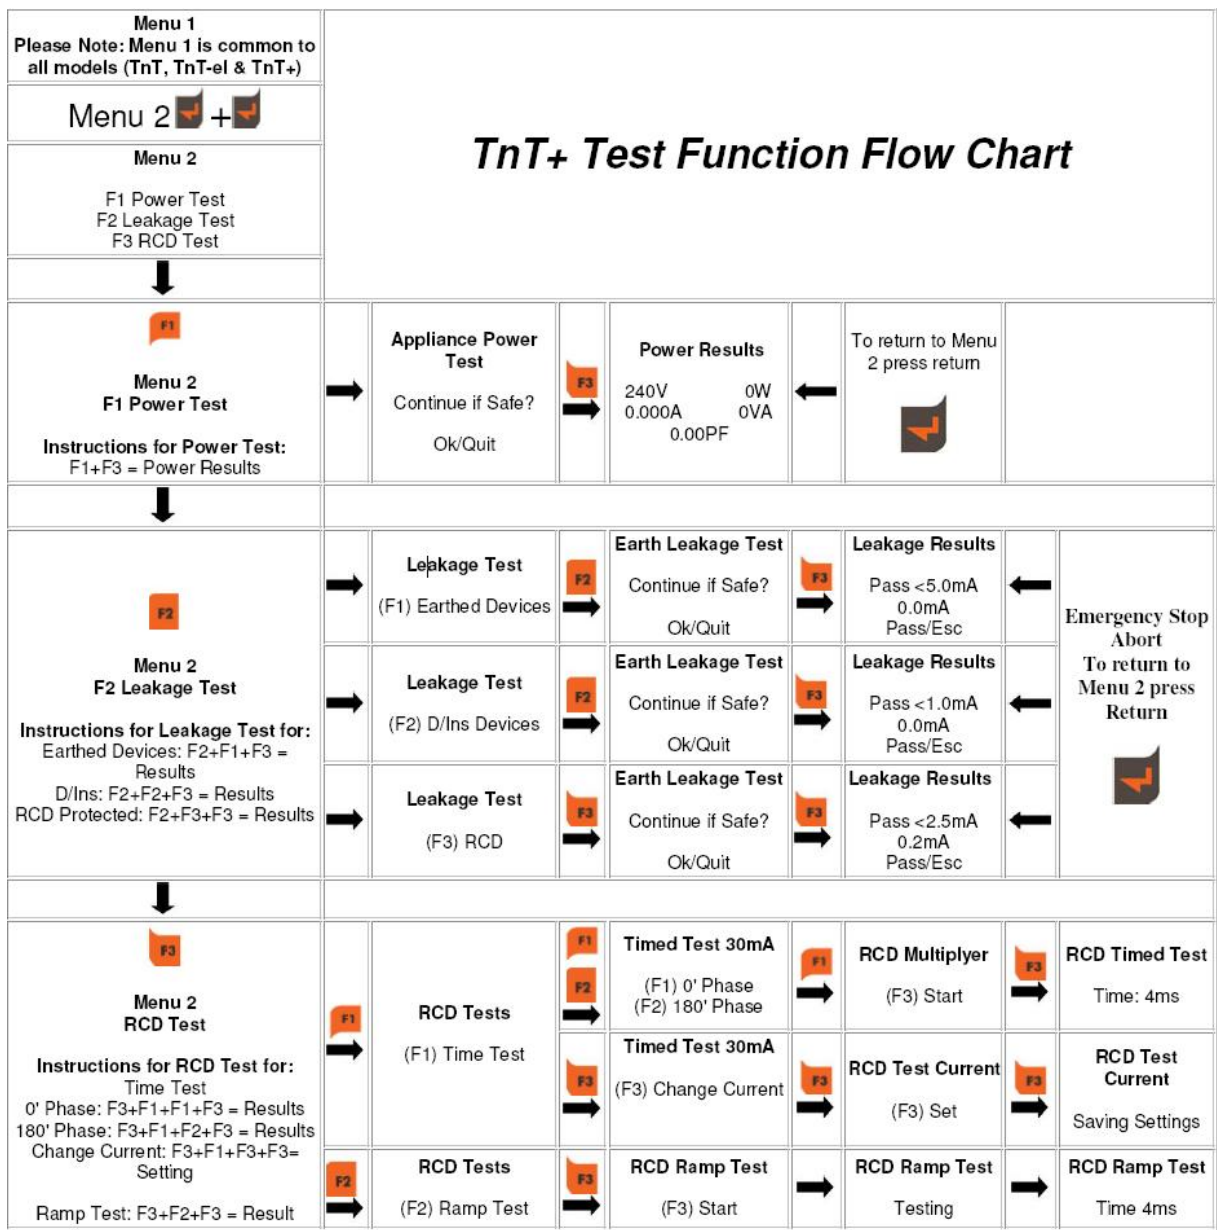 Menu 1
Please Note: Menu 1 is common to
all models (TnT, TnT-el & TnT+)
Menu 2 +
Menu 2
F1 Power Test
F2 Leakage Test
F3 RCD Test
TnT+ Test Function Flow Chart
F1
Menu 2
F1 Power Test
Instructions for Power Test:
F1+F3 = Power Results
Appliance Power
Test
Continue if Safe?
Ok/Quit
F3
Power Results
240V 0W
0.000A 0VA
0.00PF
To return to Menu
2 press return
F2
Menu 2
F2 Leakage Test
Instructions for Leakage Test for:
Earthed Devices: F2+F1+F3 =
Results
D/Ins: F2+F2+F3 = Results
RCD Protected: F2+F3+F3 = Results
Leakage Test
(F1) Earthed Devices
F2
Earth Leakage Test
Continue if Safe?
Ok/Quit
F3
Leakage Results
Pass <5.0mA
0.0mA
Pass/Esc
Leakage Test
(F2) D/Ins Devices
F2
Earth Leakage Test
Continue if Safe?
Ok/Quit
F3
Leakage Results
Pass <1.0mA
0.0mA
Pass/Esc
Leakage Test
(F3) RCD
F3
Earth Leakage Test
Continue if Safe?
Ok/Quit
F3
Leakage Results
Pass <2.5mA
0.2mA
Pass/Esc
Emergency Stop
Abort
To return to
Menu 2 press
Return
F3
Menu 2
RCD Test
Instructions for RCD Test for:
Time Test
0' Phase: F3+F1+F1+F3 = Results
180' Phase: F3+F1+F2+F3 = Results
Change Current: F3+F1+F3+F3=
Setting
Ramp Test: F3+F2+F3 = Result
F1
RCD Tests
(F1) Time Test
F1
F2
Timed Test 30mA
(F1) 0' Phase
(F2) 180' Phase
F1
RCD Multiplyer
(F3) Start
F3
RCD Timed Test
Time: 4ms
F3
Timed Test 30mA
(F3) Change Current
F3
RCD Test Current
(F3) Set
F3
RCD Test
Current
Saving Settings
F2
RCD Tests
(F2) Ramp Test
F3
RCD Ramp Test
(F3) Start
RCD Ramp Test
Testing
RCD Ramp Test
Time 4ms